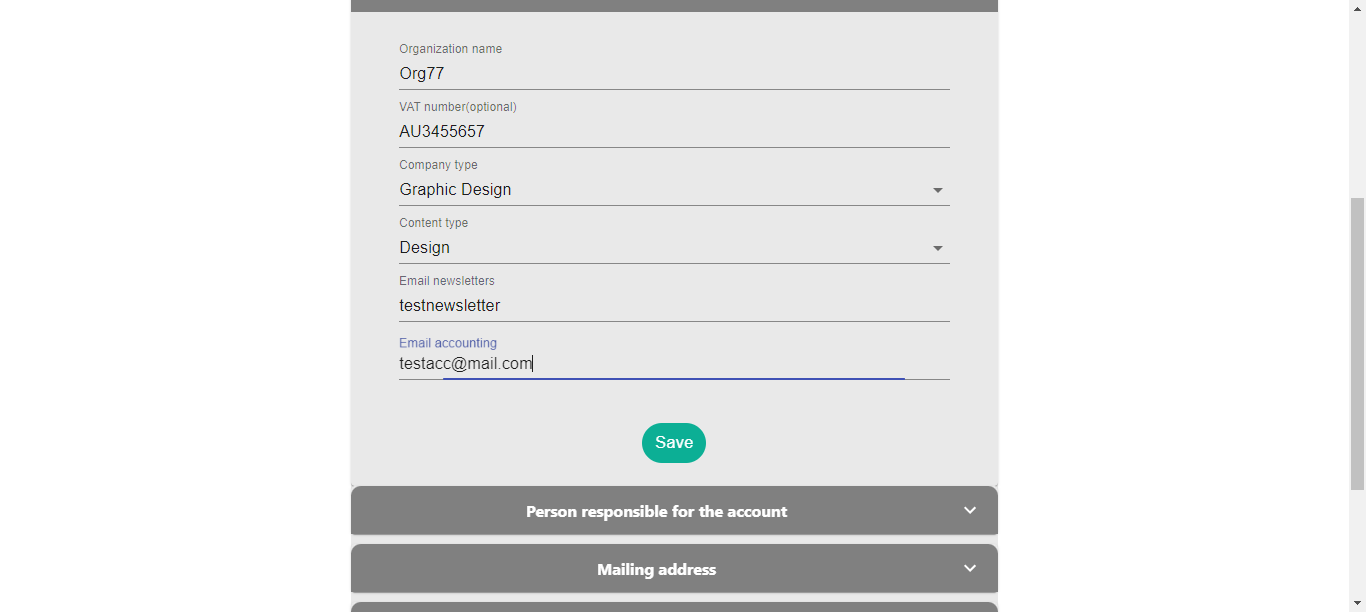 Organization name
Org77
VAT number(optional)
AU3455657
Company type
Graphic Design
Content type
Design
Email newsletters
testnewsletter
Email accounting
testacc@mail.com
Save
Person responsible for the account
Mailing address